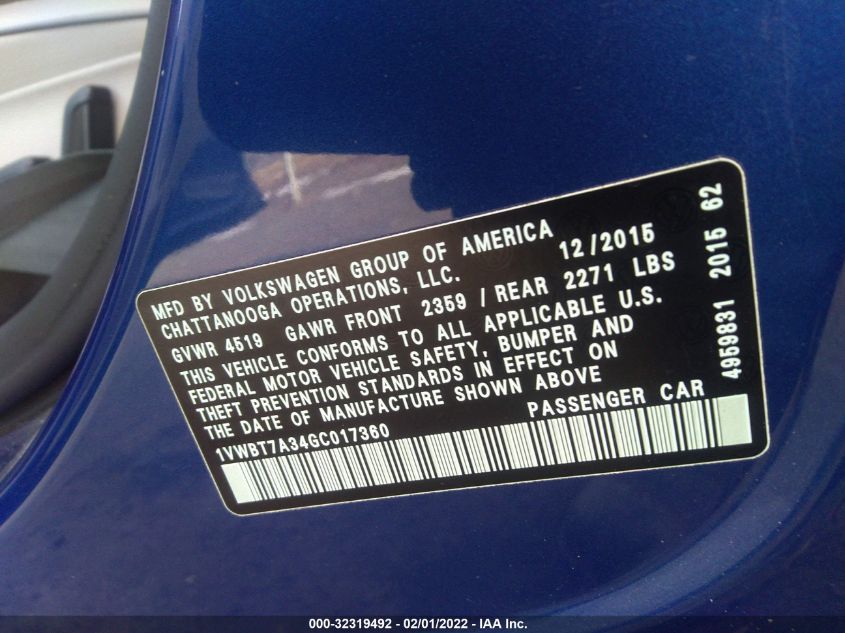 MFD BY VOLKSWAGEN GROUP OF AMERICA
CHATTANOOGA OPERATIONS, LLC. 12/2015
GVWR 4519 GAWR FRONT 2359 / REAR 2271 LBS
THIS VEHICLE CONFORMS TO ALL APPLICABLE U.S.
FEDERAL MOTOR VEHICLE SAFETY, BUMPER AND
THEFT PREVENTION STANDARDS IN EFFECT ON
THE DATE OF MANUFACTURE SHOWN ABOVE
1VWBT7A34GC017360 PASSENGER CAR
4959831 2015 62
000-32319492 - 02/01/2022 - IAA Inc.